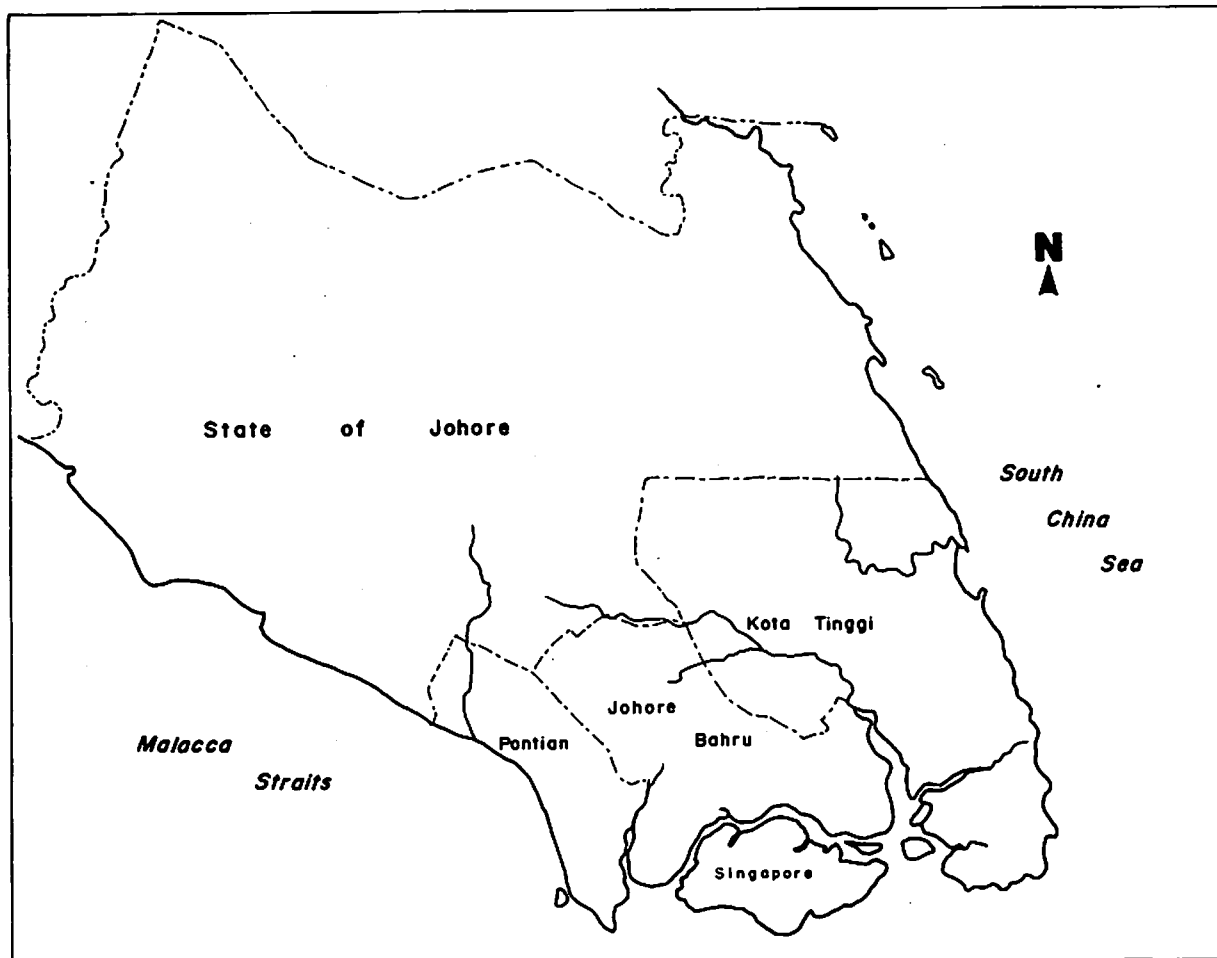 N
State of Johore
South
China
Sea
Kota Tinggi
Johore
Bahru
Pontian
Malacca
Straits
Singapore